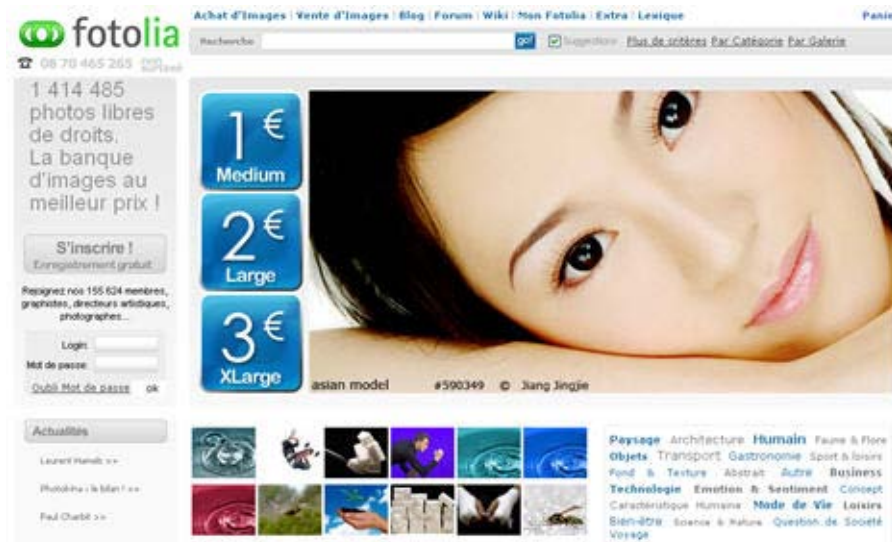 Achat d'Images | Vente d'Images | Blog | Forum | Wiki | Mon Fotolia | Extra | Lexique
fotolia
Recherche
go!
Suggestions
Plus de critères Par Catégorie Par Galerie
08 70 465 265
1 414 485
photos libres
de droits.
La banque
d'images au
meilleur prix !
S'inscrire !
Enregistrement gratuit
Rejoignez nos 155 624 membres,
graphistes, directeurs artistiques,
photographes...
Login:
Mot de passe:
Oubli Mot de passe ok
Actualités
Laurent Hamels >>
Photokina : le bilan ! >>
Paul Charbit >>
1 €
Medium
2 €
Large
3 €
XLarge
asian model #590349 © Jiang Jingjie
Paysage Architecture Humain Faune & Flore
Objets Transport Gastronomie Sport & loisirs
Fond & Texture Abstrait Autre Business
Technologie Emotion & Sentiment Concept
Caractéristique Humaine Mode de Vie Loisirs
Bien-être Science & Nature Question de Société
Voyage